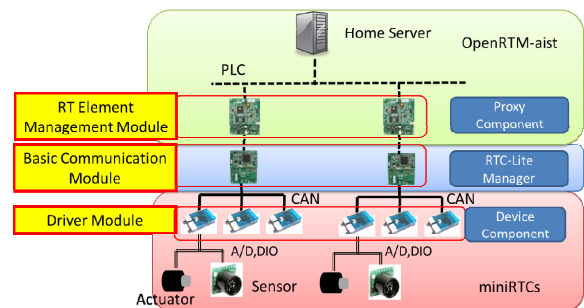 Home Server
OpenRTM-aist
PLC
RT Element
Management Module
Proxy
Component
Basic Communication
Module
RTC-Lite
Manager
CAN
CAN
Driver Module
Device
Component
A/D,DIO
A/D,DIO
Actuator
Sensor
miniRTCs